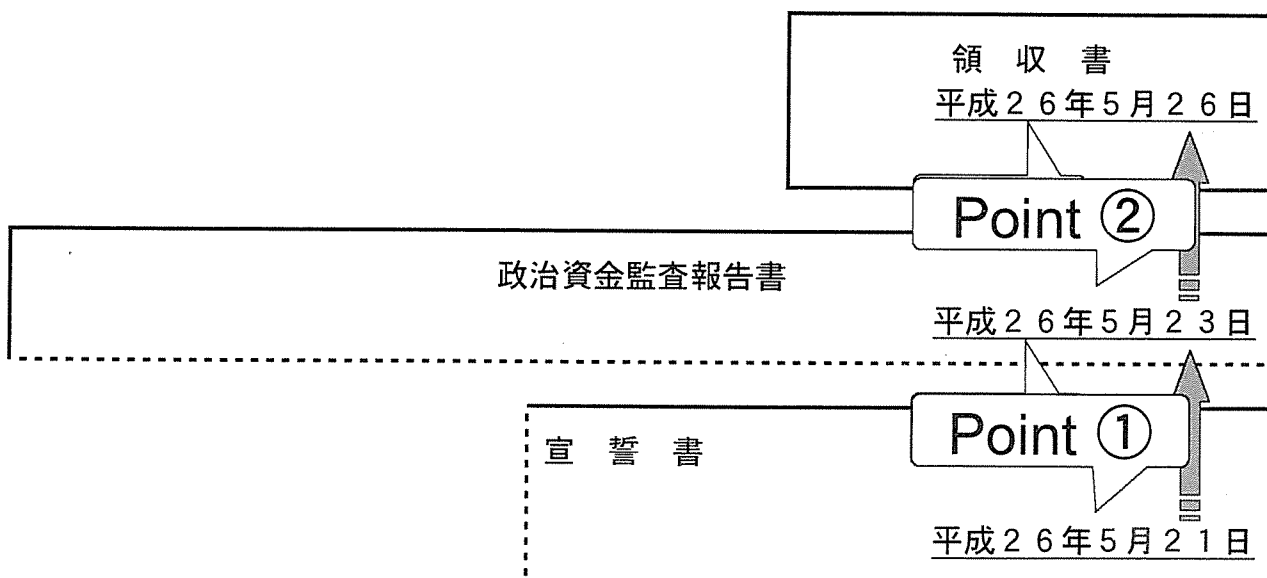 領　収　書
平成２６年５月２６日
Point ②
政治資金監査報告書
平成２６年５月２３日
Point ①
宣　誓　書
平成２６年５月２１日